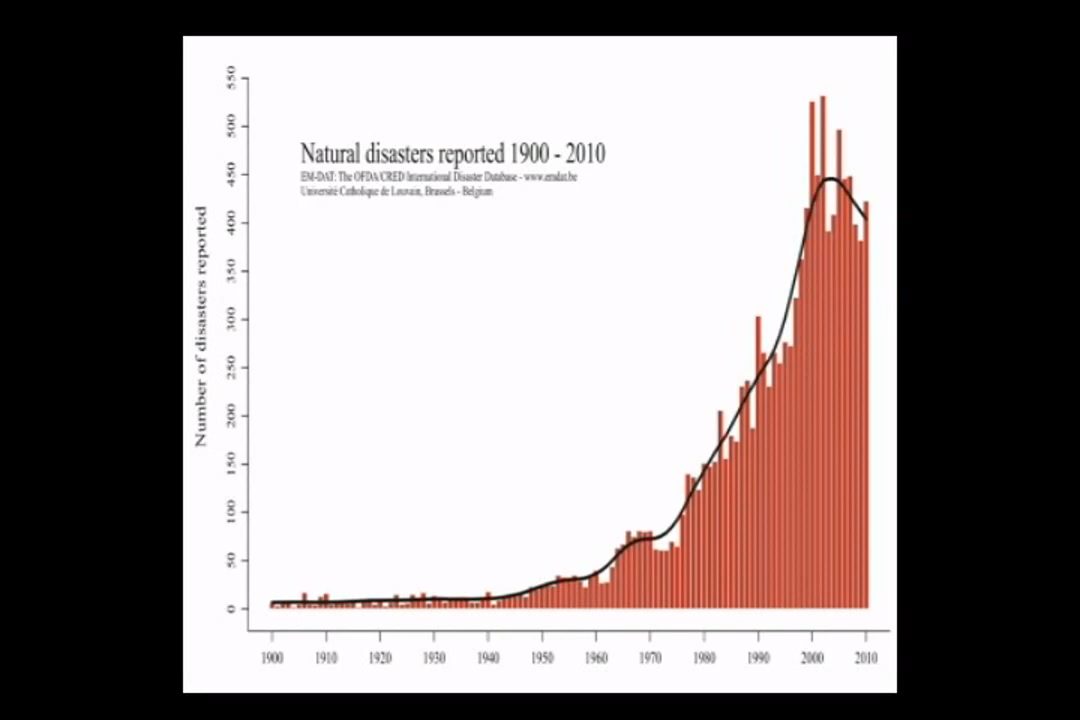 Natural disasters reported 1900 - 2010
EM-DAT: The OFDA/CRED International Disaster Database - www.emdat.be
Université Catholique de Louvain, Brussels - Belgium
Number of disasters reported
550
500
450
400
350
300
250
200
150
100
50
0
1900 1910 1920 1930 1940 1950 1960 1970 1980 1990 2000 2010